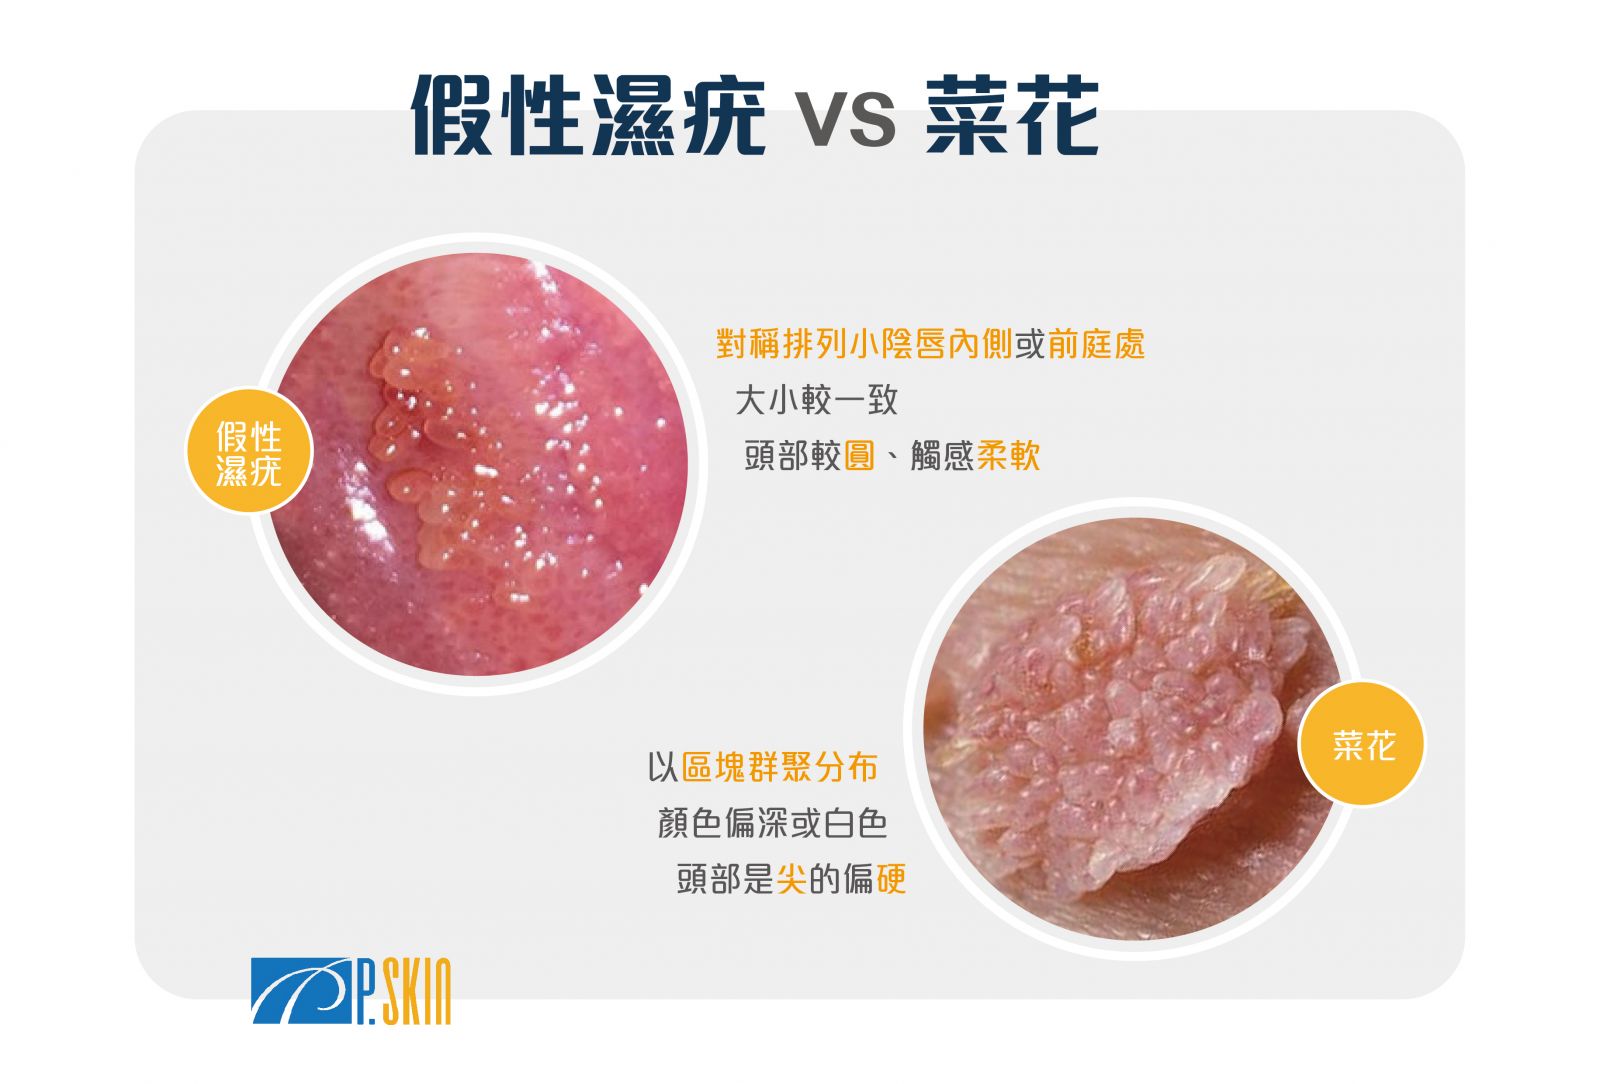 假性濕疣 VS 菜花
假性
濕疣
對稱排列小陰唇內側或前庭處
大小較一致
頭部較圓、觸感柔軟
以區塊群聚分布
顏色偏深或白色
頭部是尖的偏硬
菜花
P.SKIN